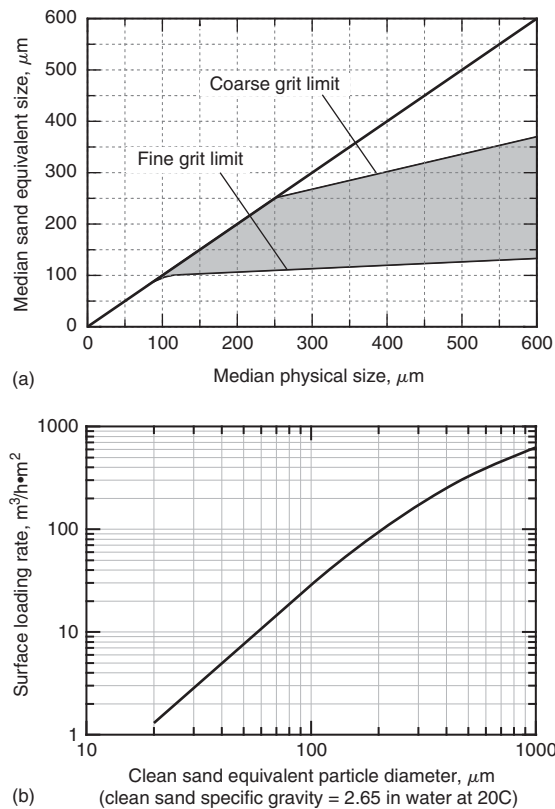 600
500
400
300
200
100
0
Median sand equivalent size, μm
Coarse grit limit
Fine grit limit
0 100 200 300 400 500 600
(a)
Median physical size, μm
1000
100
10
1
Surface loading rate, m³/h•m²
10 100 1000
(b)
Clean sand equivalent particle diameter, μm
(clean sand specific gravity = 2.65 in water at 20C)